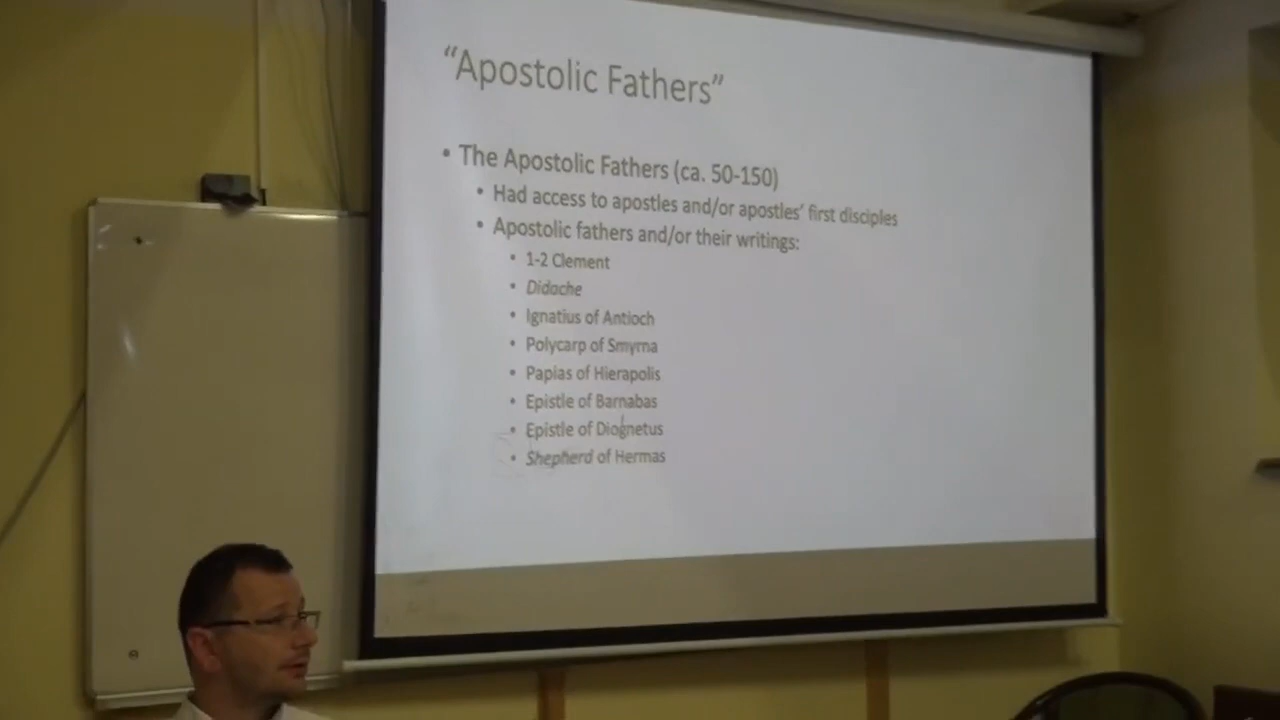 “Apostolic Fathers”
• The Apostolic Fathers (ca. 50-150)
• Had access to apostles and/or apostles’ first disciples
• Apostolic fathers and/or their writings:
• 1-2 Clement
• Didache
• Ignatius of Antioch
• Polycarp of Smyrna
• Papias of Hierapolis
• Epistle of Barnabas
• Epistle of Diognetus
• Shepherd of Hermas